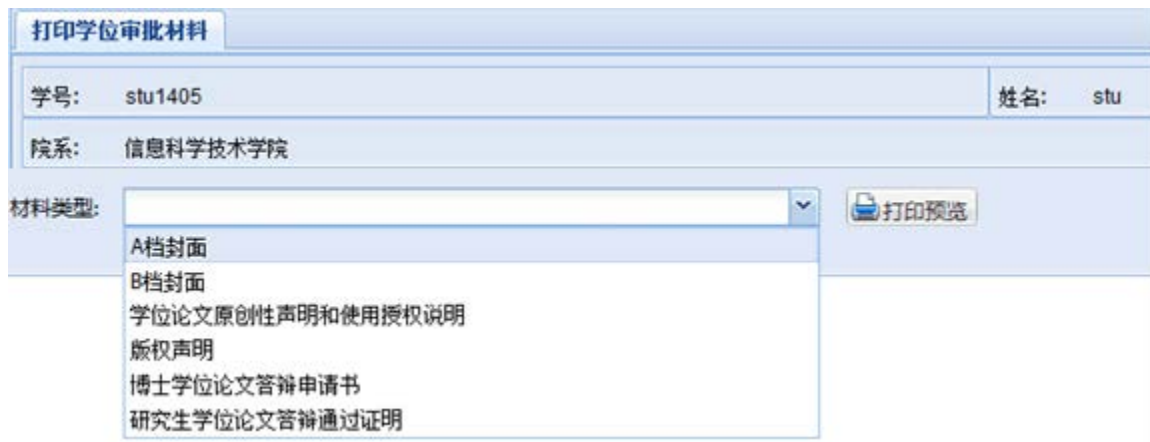 打印学位审批材料
学号: stu1405 姓名: stu
院系: 信息科学技术学院
材料类型: 打印预览
A档封面
B档封面
学位论文原创性声明和使用授权说明
版权声明
博士学位论文答辩申请书
研究生学位论文答辩通过证明